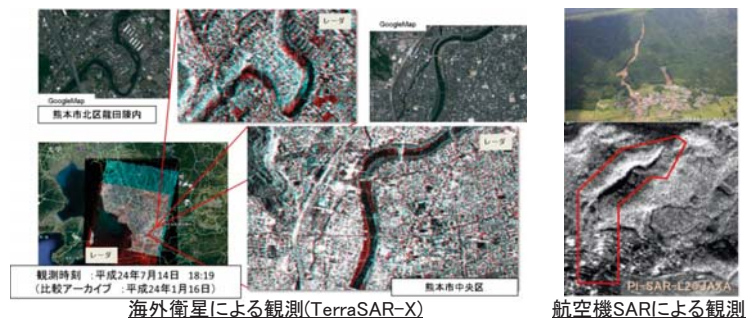 レーダ
GoogleMap
熊本市北区龍田陣内
GoogleMap
レーダ
レーダ
観測時刻 :平成24年7月14日 18:19
(比較アーカイブ :平成24年1月16日)
熊本市中央区
PI-SAR-L2©JAXA
海外衛星による観測(TerraSAR-X)
航空機SARによる観測